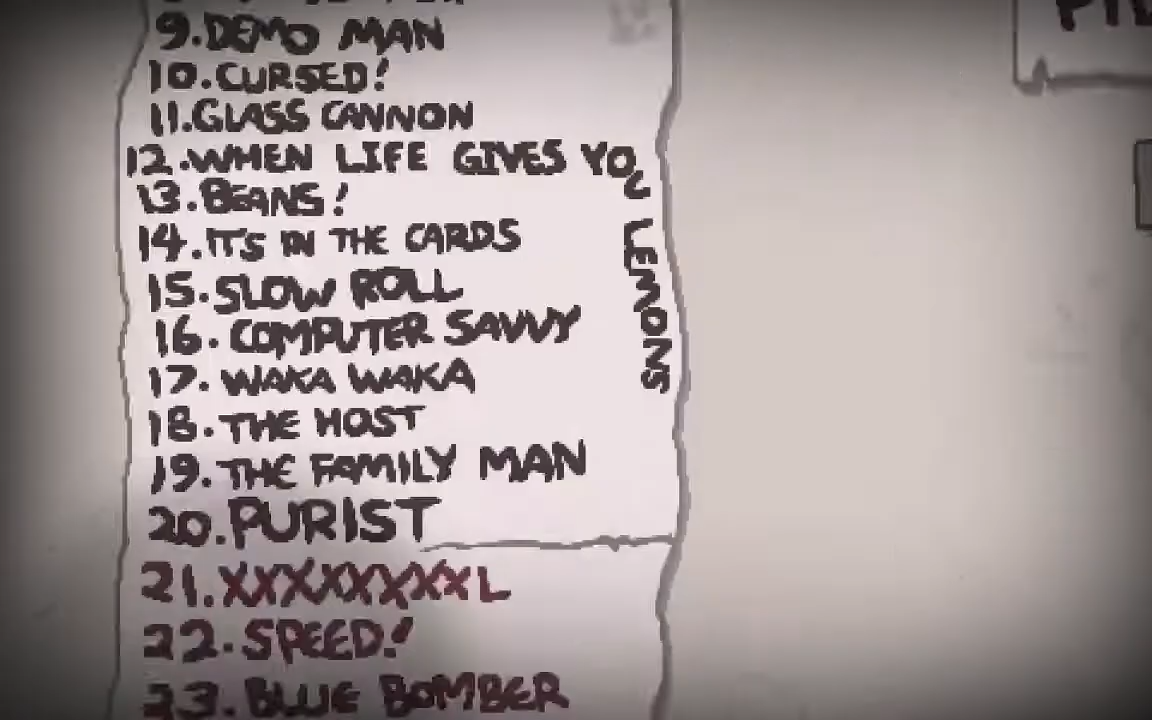 9.DEMO MAN
10.CURSED!
11.GLASS CANNON
12.WHEN LIFE GIVES YOU LEMONS
13.BEANS!
14.IT'S IN THE CARDS
15.SLOW ROLL
16.COMPUTER SAVVY
17.WAKA WAKA
18.THE HOST
19.THE FAMILY MAN
20.PURIST
21.XXXXXXXXL
22.SPEED!
23.BLUE BOMBER